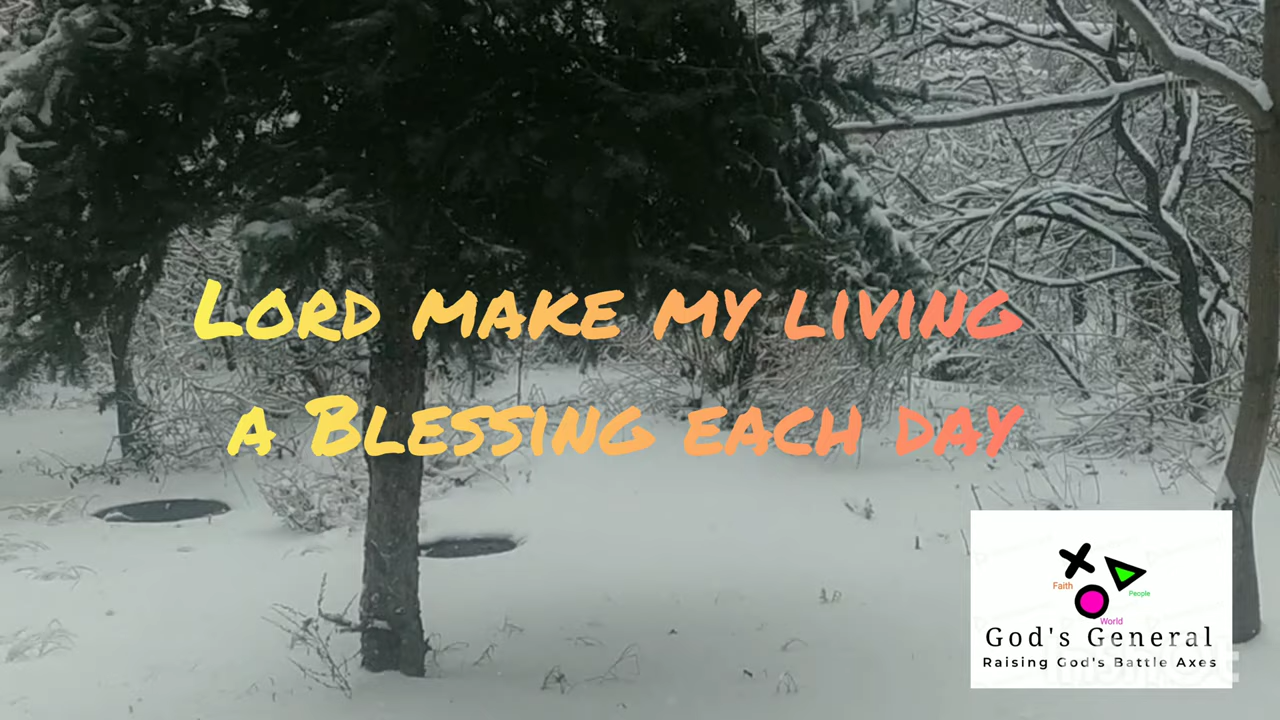 Lord make my living
a Blessing each day
Faith
People
World
God's General
Raising God's Battle Axes